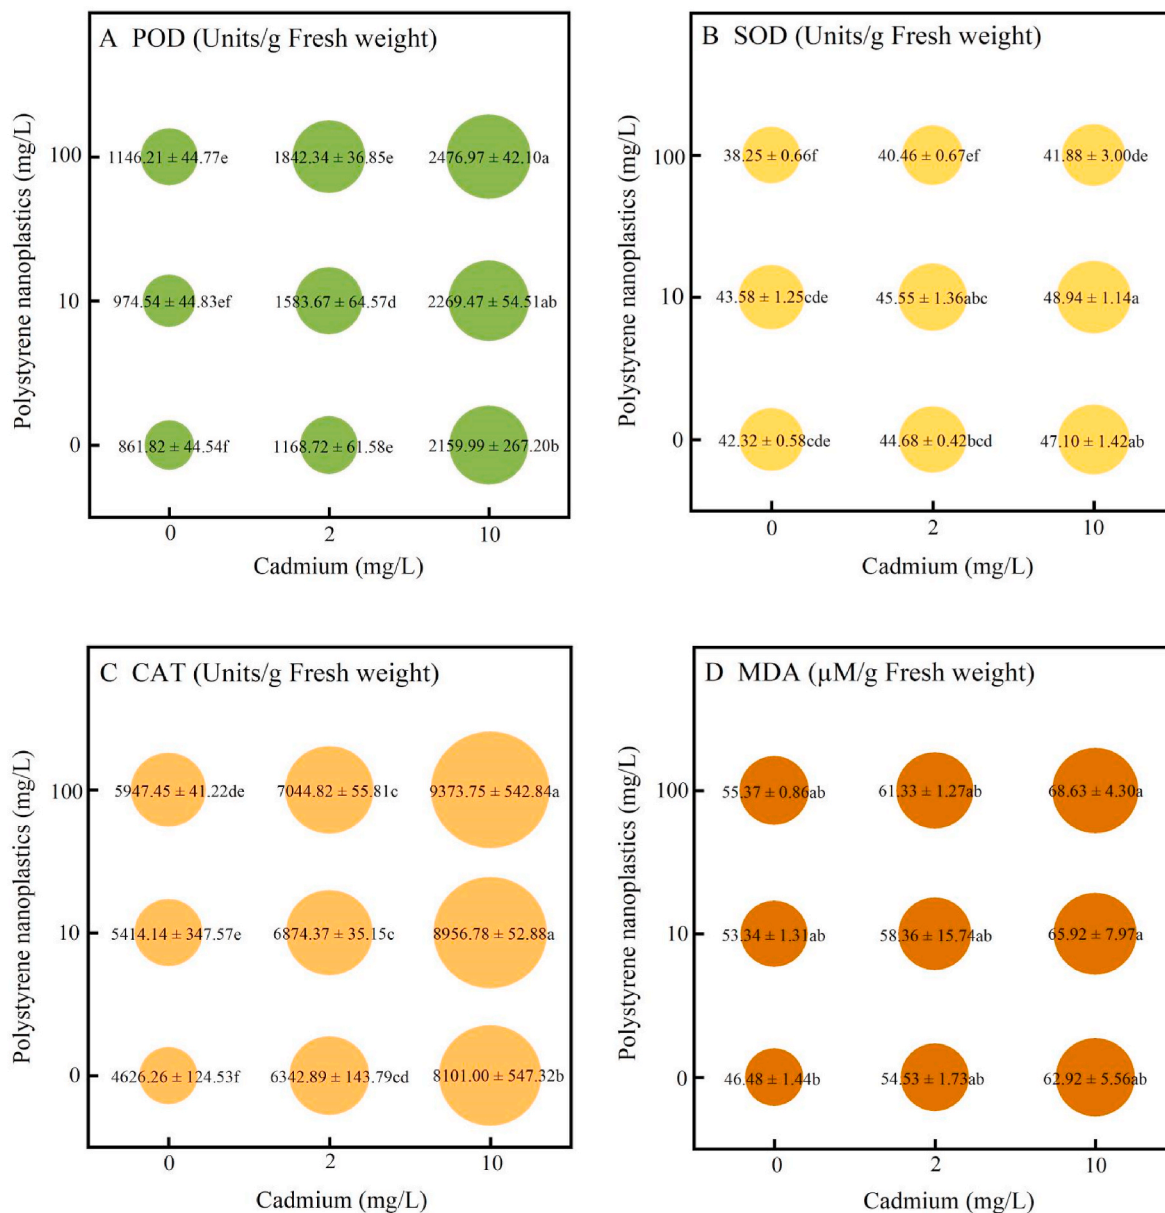 A POD (Units/g Fresh weight)
Polystyrene nanoplastics (mg/L)
100
1146.21 ± 44.77e
1842.34 ± 36.85e
2476.97 ± 42.10a
10
974.54 ± 44.83ef
1583.67 ± 64.57d
2269.47 ± 54.51ab
0
861.82 ± 44.54f
1168.72 ± 61.58e
2159.99 ± 267.20b
0
2
10
Cadmium (mg/L)
B SOD (Units/g Fresh weight)
Polystyrene nanoplastics (mg/L)
100
38.25 ± 0.66f
40.46 ± 0.67ef
41.88 ± 3.00de
10
43.58 ± 1.25cde
45.55 ± 1.36abc
48.94 ± 1.14a
0
42.32 ± 0.58cde
44.68 ± 0.42bcd
47.10 ± 1.42ab
0
2
10
Cadmium (mg/L)
C CAT (Units/g Fresh weight)
Polystyrene nanoplastics (mg/L)
100
5947.45 ± 41.22de
7044.82 ± 55.81c
9373.75 ± 542.84a
10
5414.14 ± 347.57e
6874.37 ± 35.15c
8956.78 ± 52.88a
0
4626.26 ± 124.53f
6342.89 ± 143.79cd
8101.00 ± 547.32b
0
2
10
Cadmium (mg/L)
D MDA (µM/g Fresh weight)
Polystyrene nanoplastics (mg/L)
100
55.37 ± 0.86ab
61.33 ± 1.27ab
68.63 ± 4.30a
10
53.34 ± 1.31ab
58.36 ± 15.74ab
65.92 ± 7.97a
0
46.48 ± 1.44b
54.53 ± 1.73ab
62.92 ± 5.56ab
0
2
10
Cadmium (mg/L)